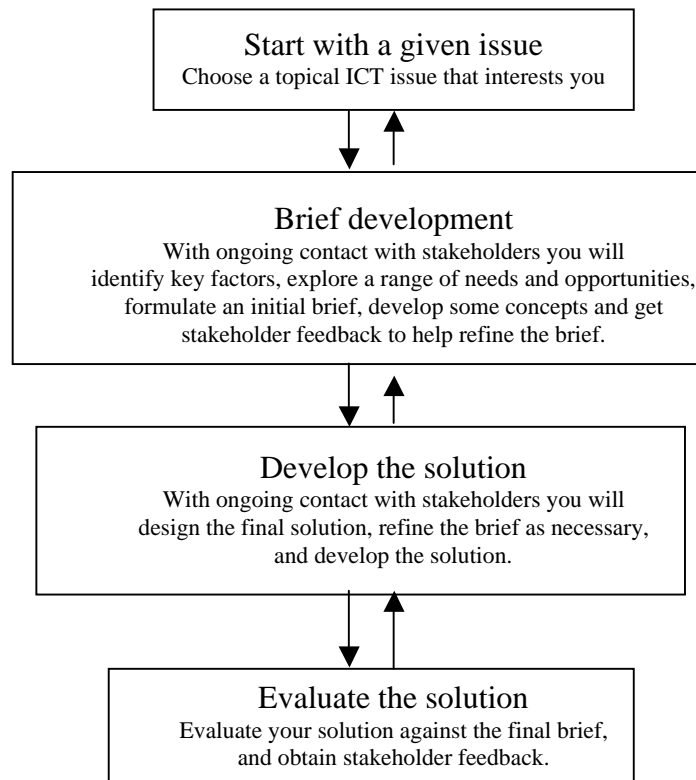 Start with a given issue
Choose a topical ICT issue that interests you
Brief development
With ongoing contact with stakeholders you will
identify key factors, explore a range of needs and opportunities,
formulate an initial brief, develop some concepts and get
stakeholder feedback to help refine the brief.
Develop the solution
With ongoing contact with stakeholders you will
design the final solution, refine the brief as necessary,
and develop the solution.
Evaluate the solution
Evaluate your solution against the final brief,
and obtain stakeholder feedback.